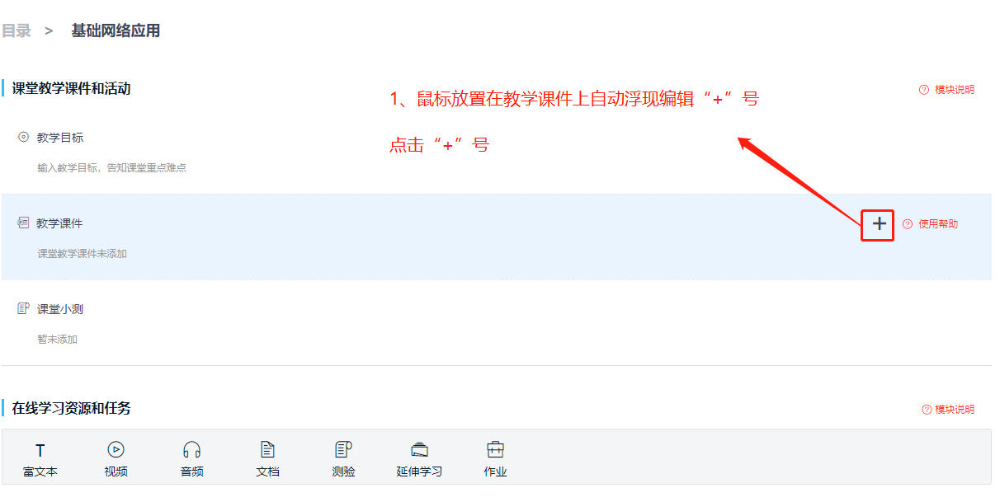 目录 > 基础网络应用
课堂教学课件和活动
模块说明
1、鼠标放置在教学课件上自动浮现编辑“+”号
点击“+”号
教学目标
输入教学目标，告知课堂重点难点
教学课件
使用帮助
课堂教学课件未添加
课堂小测
暂未添加
在线学习资源和任务
模块说明
富文本 视频 音频 文档 测验 延伸学习 作业